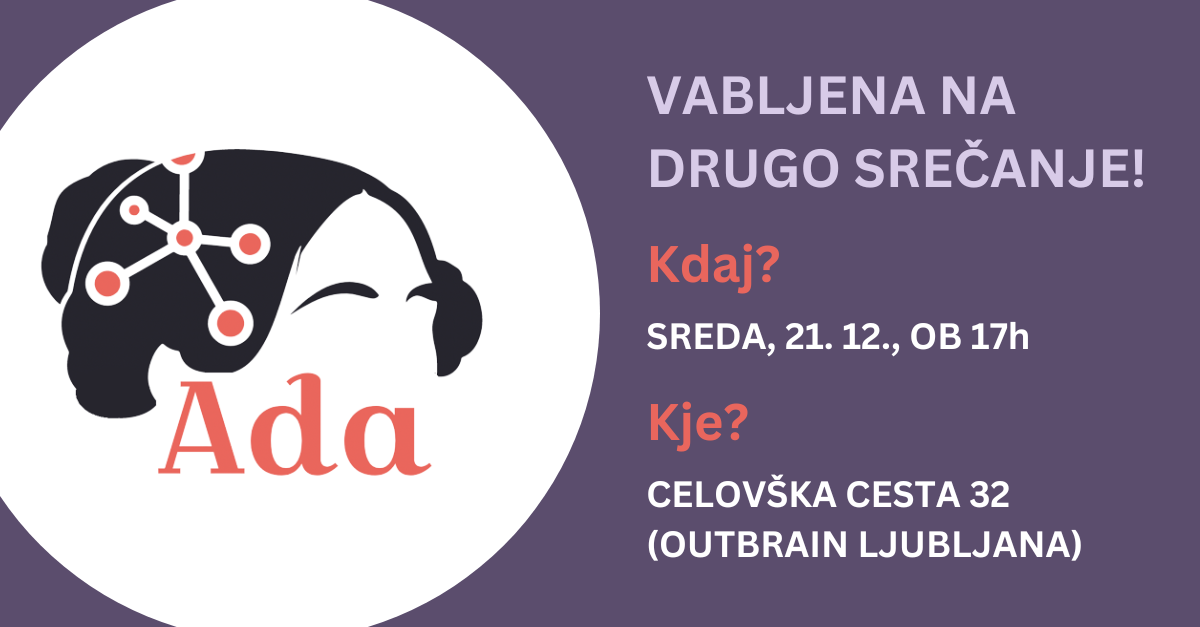 Ada
VABLJENA NA
DRUGO SREČANJE!
Kdaj?
SREDA, 21. 12., OB 17h
Kje?
CELOVŠKA CESTA 32
(OUTBRAIN LJUBLJANA)